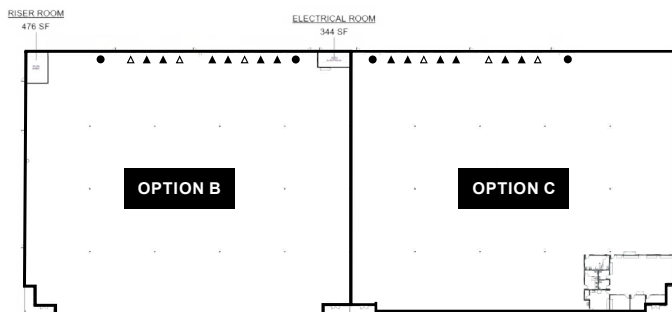 RISER ROOM
476 SF
ELECTRICAL ROOM
344 SF
OPTION B
OPTION C